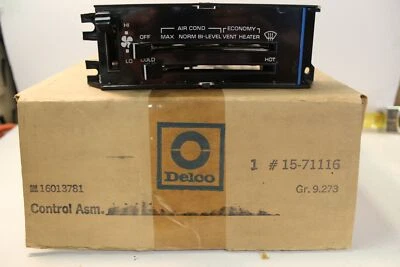 HI
AIR COND ECONOMY
OFF MAX NORM BI-LEVEL VENT HEATER
LO COLD HOT
Delco
1 # 15-71116
16013781
Gr. 9.273
Control Asm.